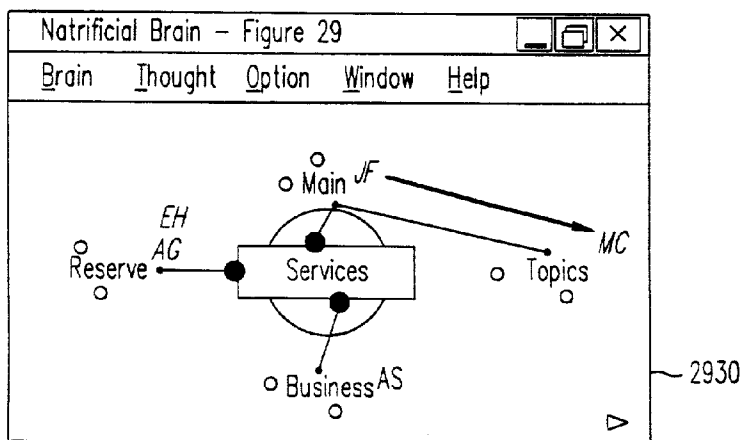 Natrificial Brain – Figure 29
Brain Thought Option Window Help
Main JF
EH
AG
MC
Reserve
Services
Topics
Business AS
2930